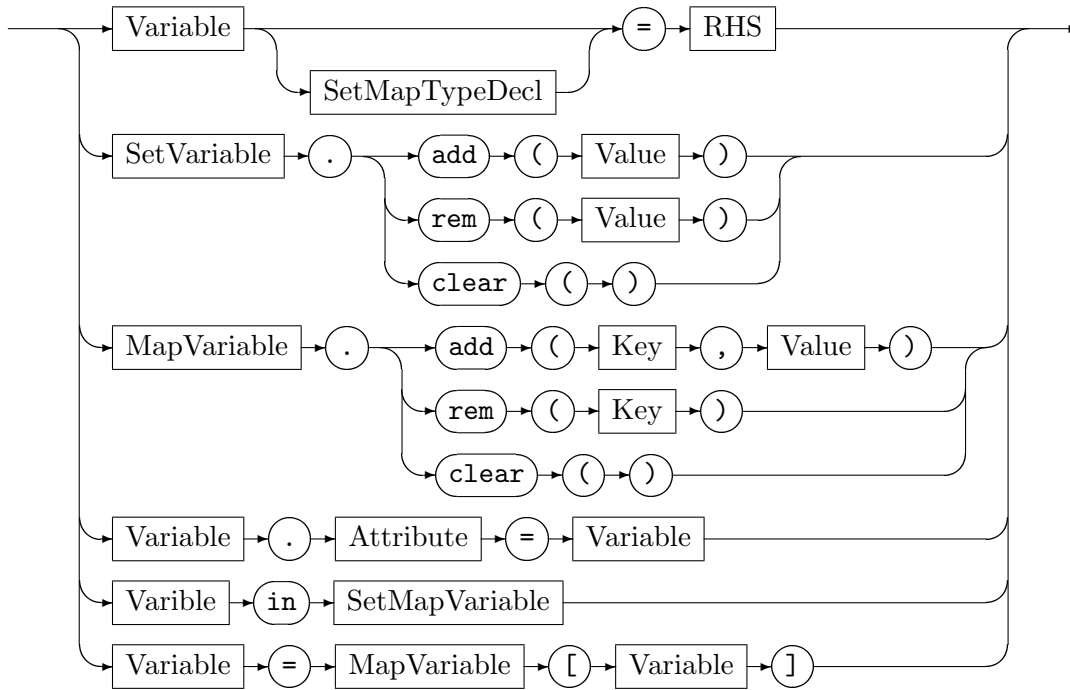 Variable = RHS
SetMapTypeDecl
SetVariable . add ( Value )
rem ( Value )
clear ( )
MapVariable . add ( Key , Value )
rem ( Key )
clear ( )
Variable . Attribute = Variable
Varible in SetMapVariable
Variable = MapVariable [ Variable ]